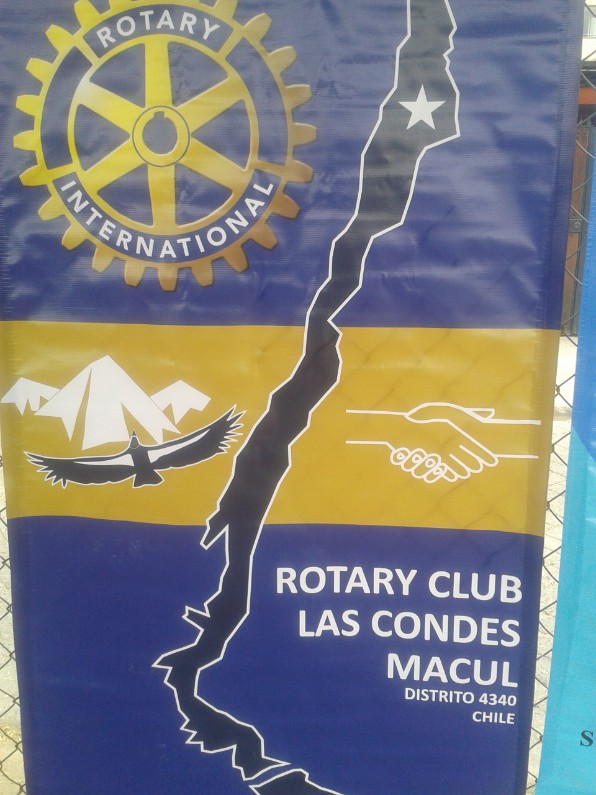 ROTARY
INTERNATIONAL
ROTARY CLUB
LAS CONDES
MACUL
DISTRITO 4340
CHILE
S